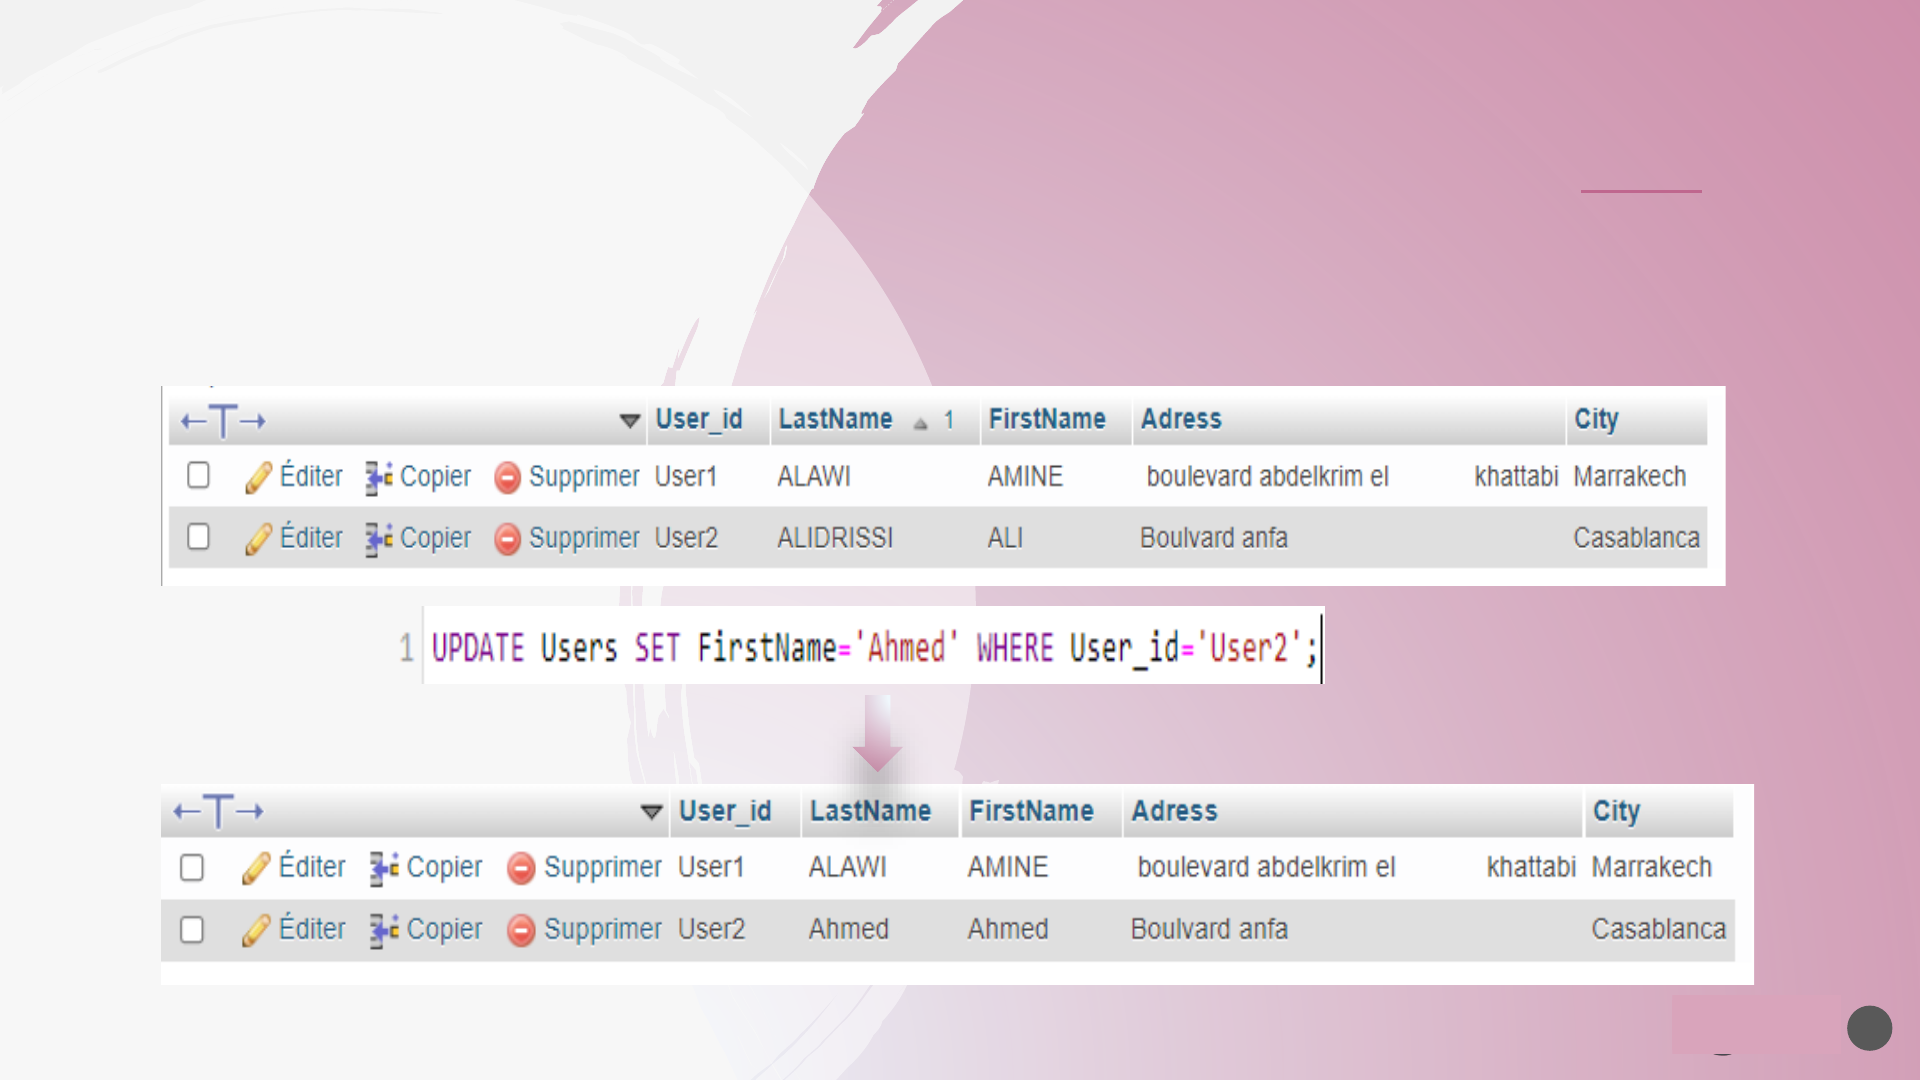 User_id LastName 1 FirstName Adress City
Éditer Copier Supprimer User1 ALAWI AMINE boulevard abdelkrim el khattabi Marrakech
Éditer Copier Supprimer User2 ALIDRISSI ALI Boulvard anfa Casablanca
1 UPDATE Users SET FirstName='Ahmed' WHERE User_id='User2';
User_id LastName FirstName Adress City
Éditer Copier Supprimer User1 ALAWI AMINE boulevard abdelkrim el khattabi Marrakech
Éditer Copier Supprimer User2 Ahmed Ahmed Boulvard anfa Casablanca